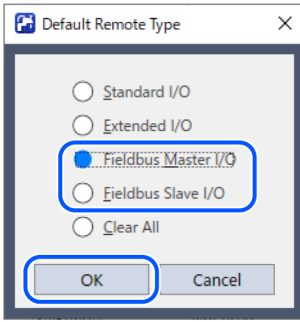 Default Remote Type
Standard I/O
Extended I/O
Fieldbus Master I/O
Fieldbus Slave I/O
Clear All
OK Cancel